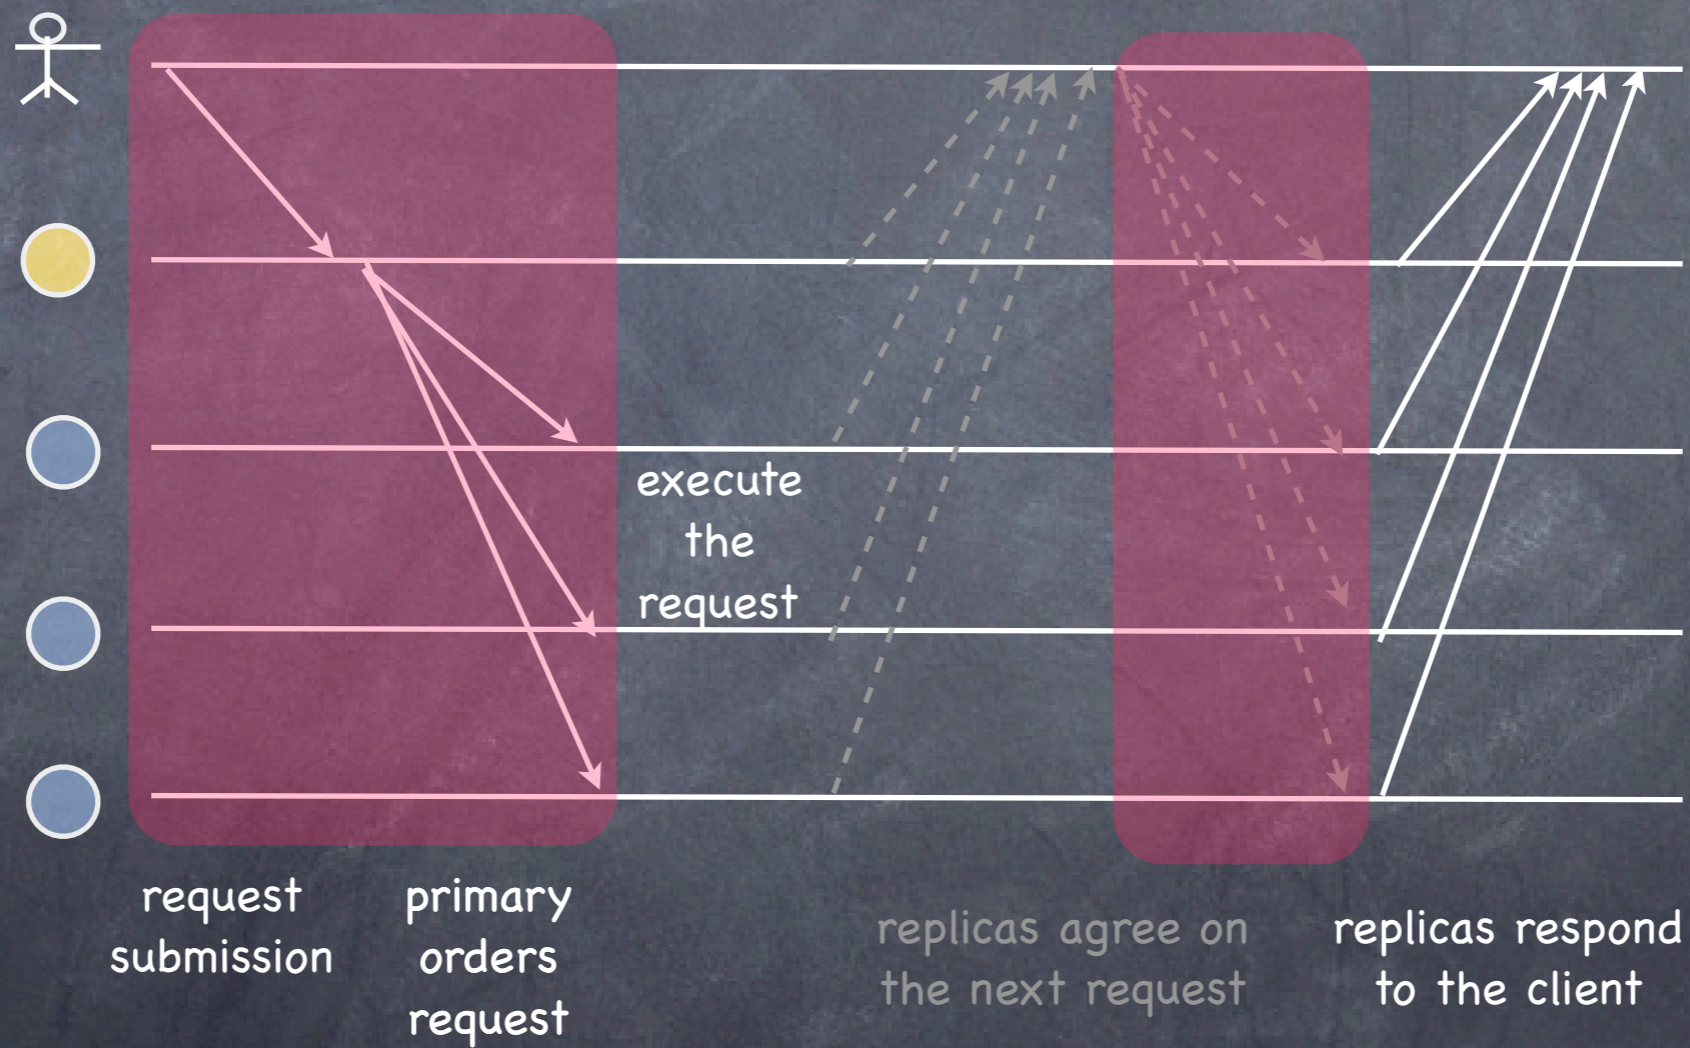 execute
the
request
request
submission
primary
orders
request
replicas agree on
the next request
replicas respond
to the client